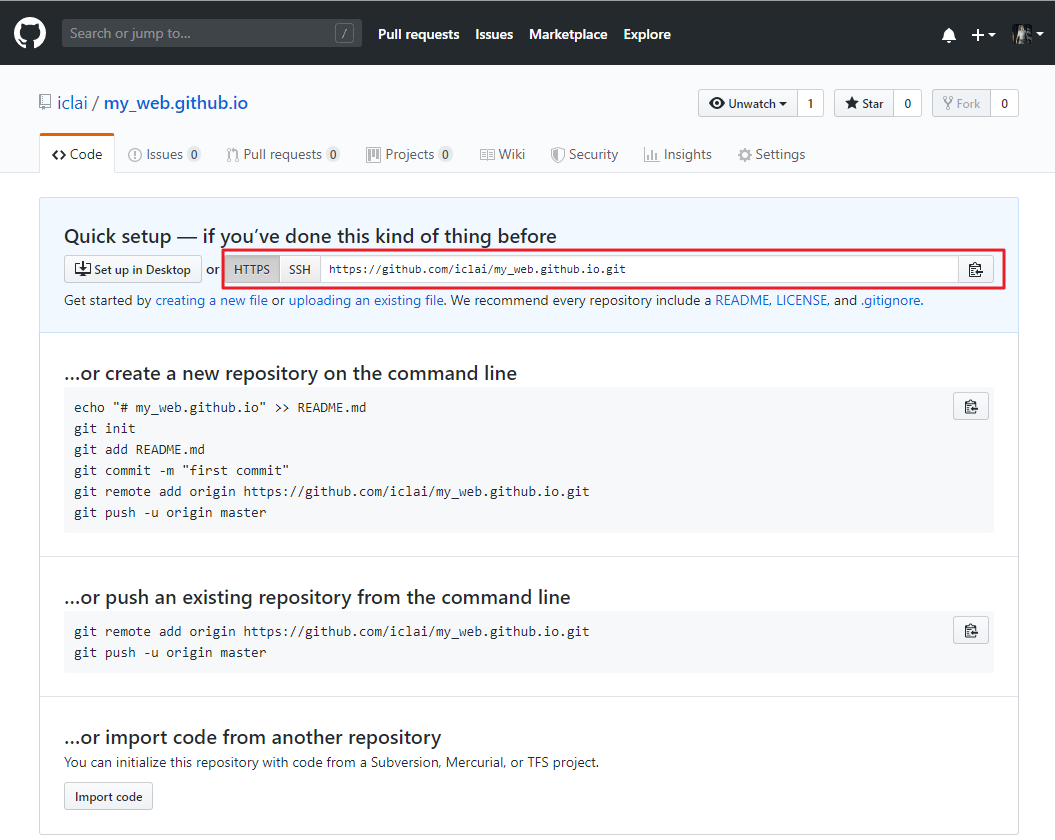 Search or jump to... / Pull requests Issues Marketplace Explore
iclai / my_web.github.io Unwatch 1 Star 0 Fork 0
Code Issues 0 Pull requests 0 Projects 0 Wiki Security Insights Settings
Quick setup — if you’ve done this kind of thing before
Set up in Desktop or HTTPS SSH https://github.com/iclai/my_web.github.io.git
Get started by creating a new file or uploading an existing file. We recommend every repository include a README, LICENSE, and .gitignore.
…or create a new repository on the command line
echo "# my_web.github.io" >> README.md
git init
git add README.md
git commit -m "first commit"
git remote add origin https://github.com/iclai/my_web.github.io.git
git push -u origin master
…or push an existing repository from the command line
git remote add origin https://github.com/iclai/my_web.github.io.git
git push -u origin master
…or import code from another repository
You can initialize this repository with code from a Subversion, Mercurial, or TFS project.
Import code